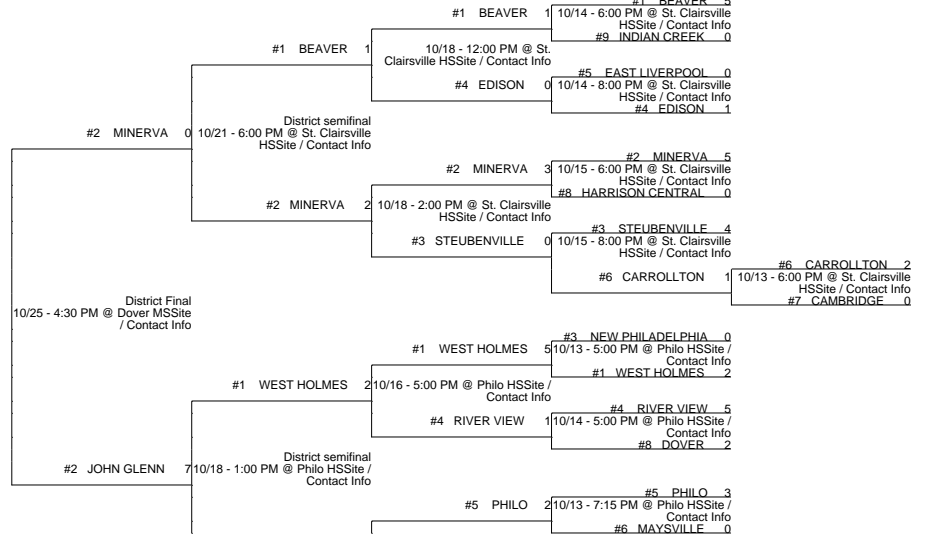 #1 BEAVER 5
#1 BEAVER 1
10/14 - 6:00 PM @ St. Clairsville
HSSite / Contact Info
#9 INDIAN CREEK 0
#1 BEAVER 1
10/18 - 12:00 PM @ St.
Clairsville HSSite / Contact Info
#5 EAST LIVERPOOL 0
#4 EDISON 0
10/14 - 8:00 PM @ St. Clairsville
HSSite / Contact Info
#4 EDISON 1
#2 MINERVA 0
District semifinal
10/21 - 6:00 PM @ St. Clairsville
HSSite / Contact Info
#2 MINERVA 5
#2 MINERVA 3
10/15 - 6:00 PM @ St. Clairsville
HSSite / Contact Info
#8 HARRISON CENTRAL 0
#2 MINERVA 2
10/18 - 2:00 PM @ St. Clairsville
HSSite / Contact Info
#3 STEUBENVILLE 4
#3 STEUBENVILLE 0
10/15 - 8:00 PM @ St. Clairsville
HSSite / Contact Info
#6 CARROLLTON 2
#6 CARROLLTON 1
10/13 - 6:00 PM @ St. Clairsville
HSSite / Contact Info
#7 CAMBRIDGE 0
District Final
10/25 - 4:30 PM @ Dover MSSite
/ Contact Info
#3 NEW PHILADELPHIA 0
#1 WEST HOLMES 5
10/13 - 5:00 PM @ Philo HSSite /
Contact Info
#1 WEST HOLMES 2
#1 WEST HOLMES 2
10/16 - 5:00 PM @ Philo HSSite /
Contact Info
#4 RIVER VIEW 5
#4 RIVER VIEW 1
10/14 - 5:00 PM @ Philo HSSite /
Contact Info
#8 DOVER 2
#2 JOHN GLENN 7
District semifinal
10/18 - 1:00 PM @ Philo HSSite /
Contact Info
#5 PHILO 3
#5 PHILO 2
10/13 - 7:15 PM @ Philo HSSite /
Contact Info
#6 MAYSVILLE 0